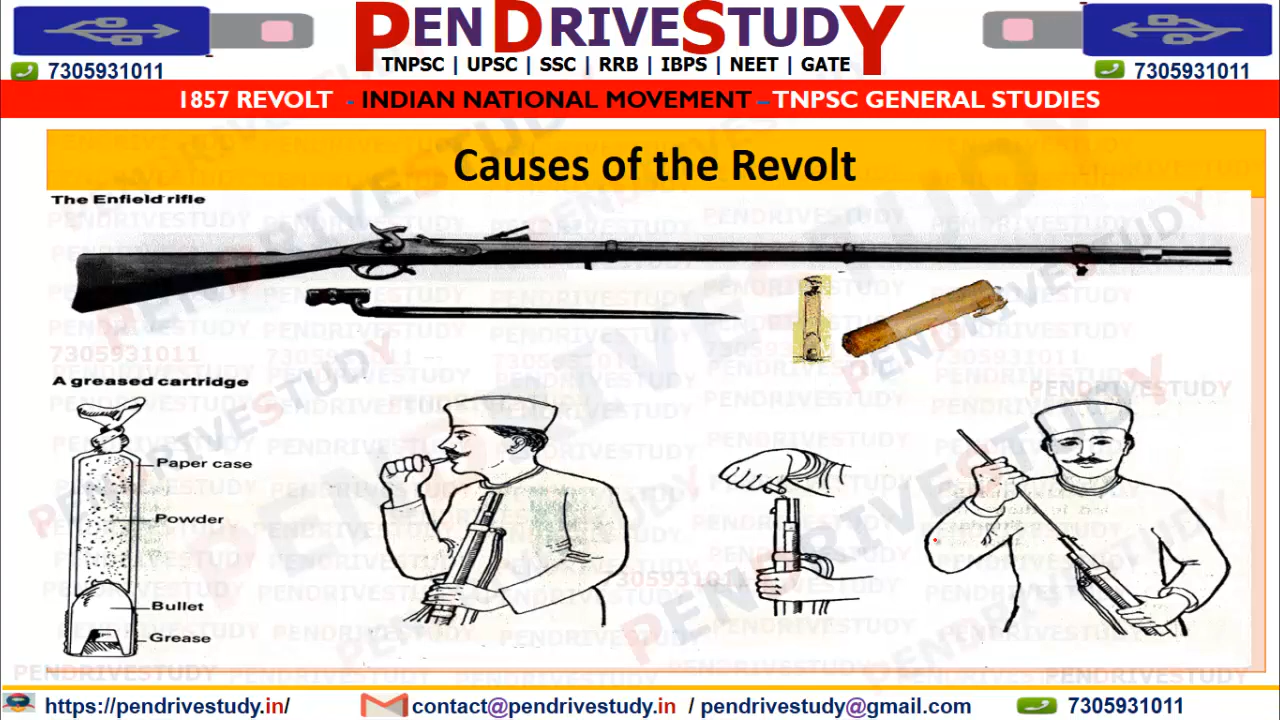 PENDRIVESTUDY
TNPSC | UPSC | SSC | RRB | IBPS | NEET | GATE
7305931011
7305931011
1857 REVOLT - INDIAN NATIONAL MOVEMENT – TNPSC GENERAL STUDIES
Causes of the Revolt
The Enfield rifle
A greased cartridge
Paper case
Powder
Bullet
Grease
https://pendrivestudy.in/ contact@pendrivestudy.in / pendrivestudy@gmail.com 7305931011